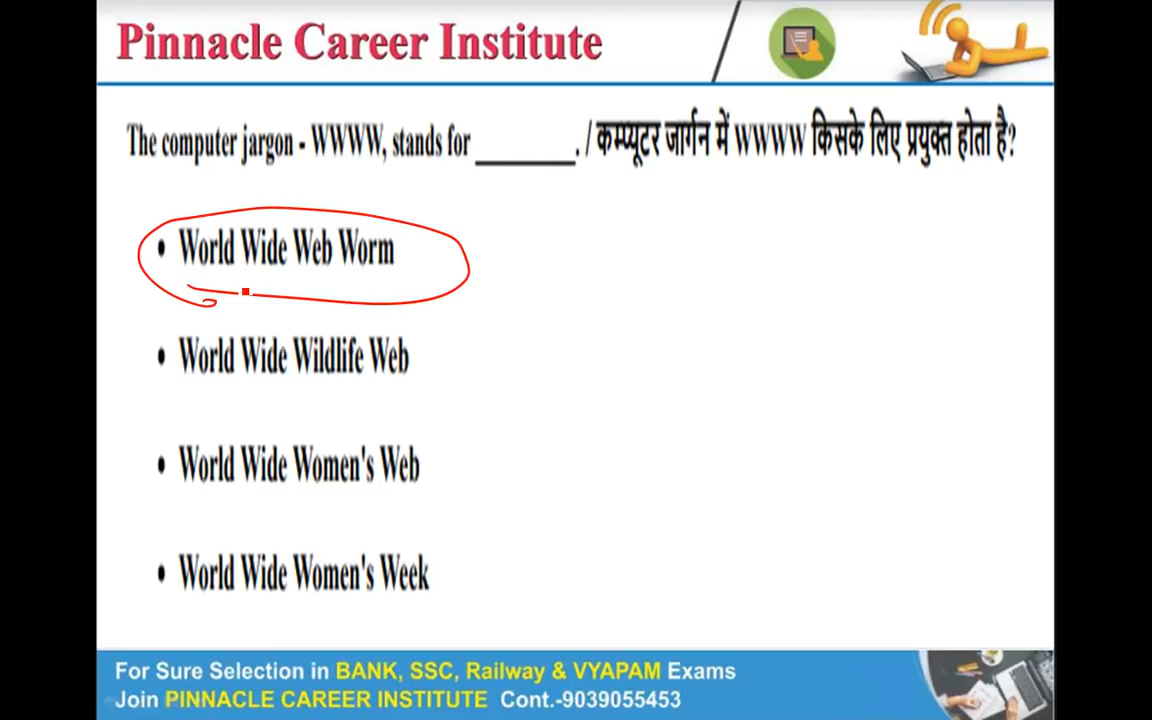 Pinnacle Career Institute
The computer jargon - WWWW, stands for ________. / कम्प्यूटर जार्गन में WWWW किसके लिए प्रयुक्त होता है?
• World Wide Web Worm
• World Wide Wildlife Web
• World Wide Women's Web
• World Wide Women's Week
For Sure Selection in BANK, SSC, Railway & VYAPAM Exams
Join PINNACLE CAREER INSTITUTE Cont.-9039055453